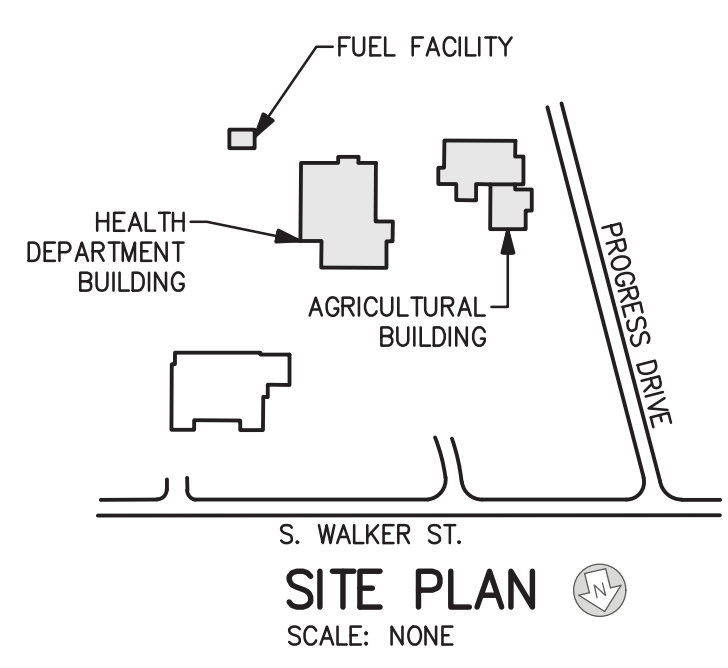 FUEL FACILITY
HEALTH
DEPARTMENT
BUILDING
AGRICULTURAL
BUILDING
PROGRESS DRIVE
S. WALKER ST.
SITE PLAN
N
SCALE: NONE